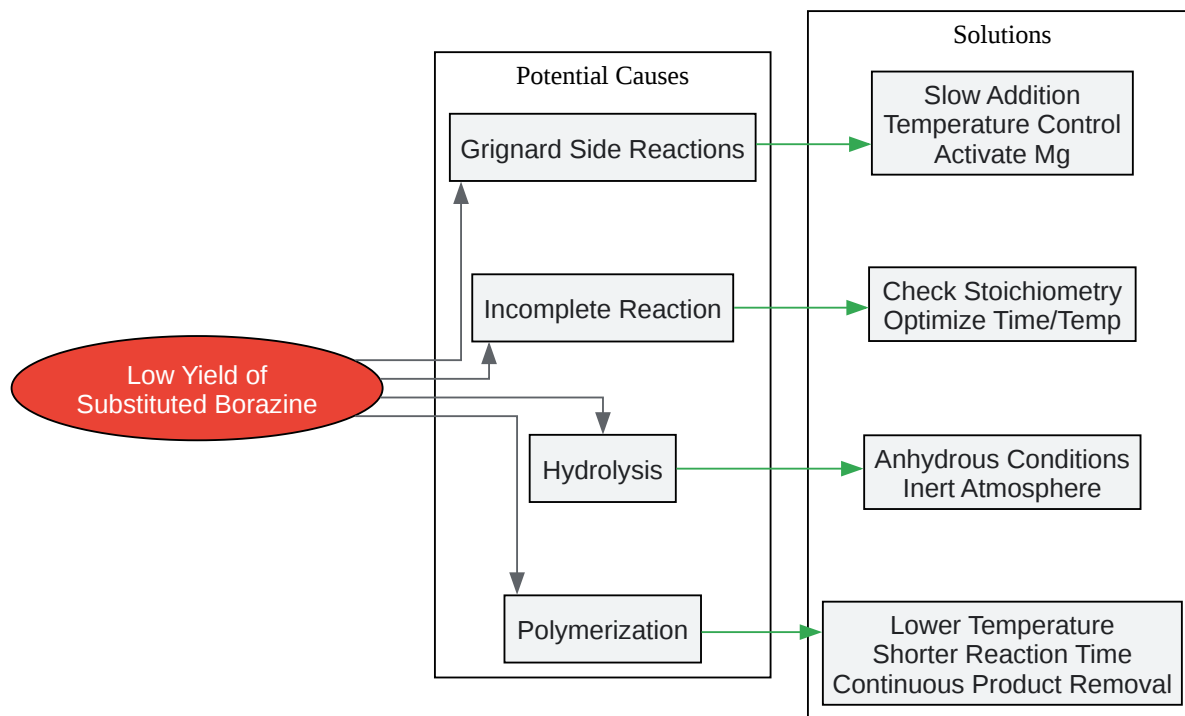 Solutions
Potential Causes
Slow Addition
Temperature Control
Activate Mg
Grignard Side Reactions
Check Stoichiometry
Optimize Time/Temp
Incomplete Reaction
Low Yield of
Substituted Borazine
Anhydrous Conditions
Inert Atmosphere
Hydrolysis
Lower Temperature
Shorter Reaction Time
Continuous Product Removal
Polymerization